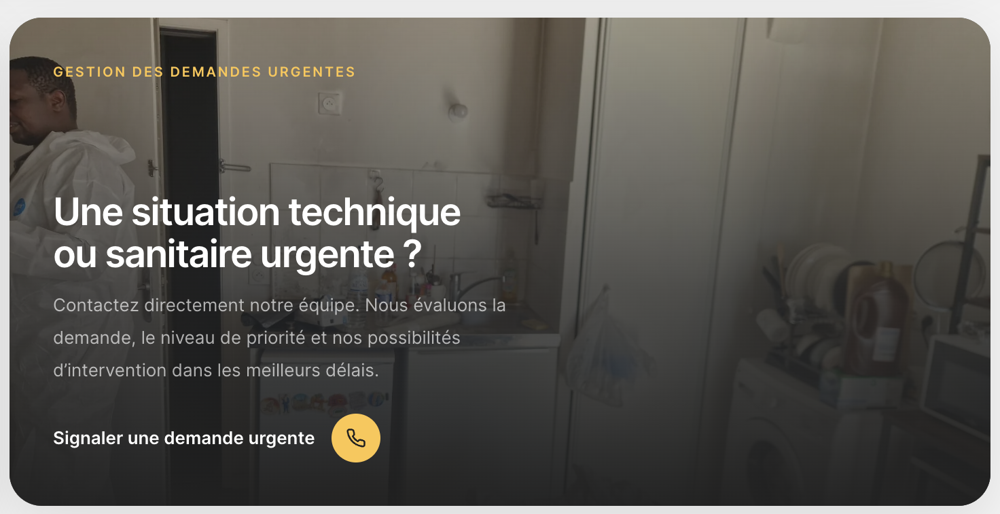 GESTION DES DEMANDES URGENTES
Une situation technique
ou sanitaire urgente ?
Contactez directement notre équipe. Nous évaluons la
demande, le niveau de priorité et nos possibilités
d’intervention dans les meilleurs délais.
Signaler une demande urgente